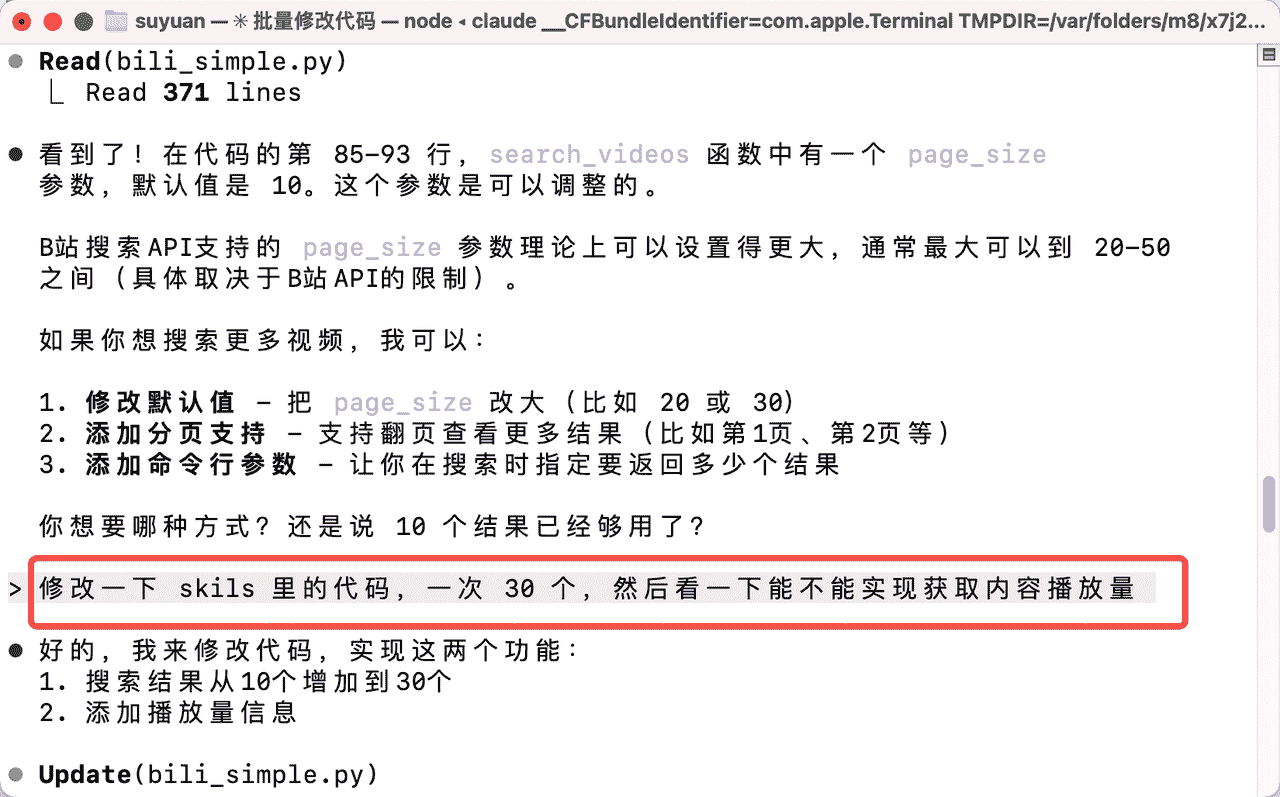 suyuan — ✳ 批量修改代码 — node ◂ claude __CFBundleIdentifier=com.apple.Terminal TMPDIR=/var/folders/m8/x7j2...
● Read(bili_simple.py)
⎿ Read 371 lines
● 看到了！在代码的第 85-93 行，search_videos 函数中有一个 page_size
参数，默认值是 10。这个参数是可以调整的。
B站搜索API支持的 page_size 参数理论上可以设置得更大，通常最大可以到 20-50
之间（具体取决于B站API的限制）。
如果你想搜索更多视频，我可以：
1. 修改默认值 - 把 page_size 改大（比如 20 或 30）
2. 添加分页支持 - 支持翻页查看更多结果（比如第1页、第2页等）
3. 添加命令行参数 - 让你在搜索时指定要返回多少个结果
你想要哪种方式？还是说 10 个结果已经够用了？
> 修改一下 skils 里的代码，一次 30 个，然后看一下能不能实现获取内容播放量
● 好的，我来修改代码，实现这两个功能：
1. 搜索结果从10个增加到30个
2. 添加播放量信息
● Update(bili_simple.py)